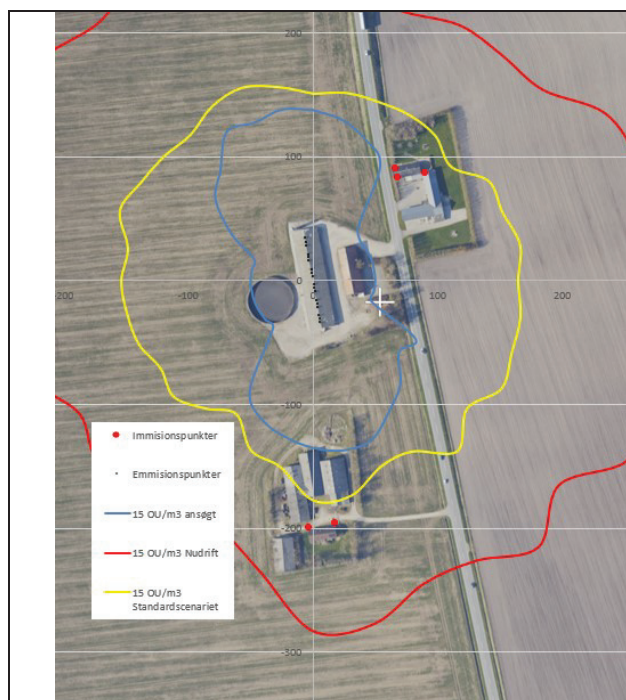 200
100
-200
-100
0
0
100
200
-100
Immisionspunkter
Emmisionspunkter
15 OU/m3 ansøgt
15 OU/m3 Nudrift
15 OU/m3
Standardscenariet
-200
-300